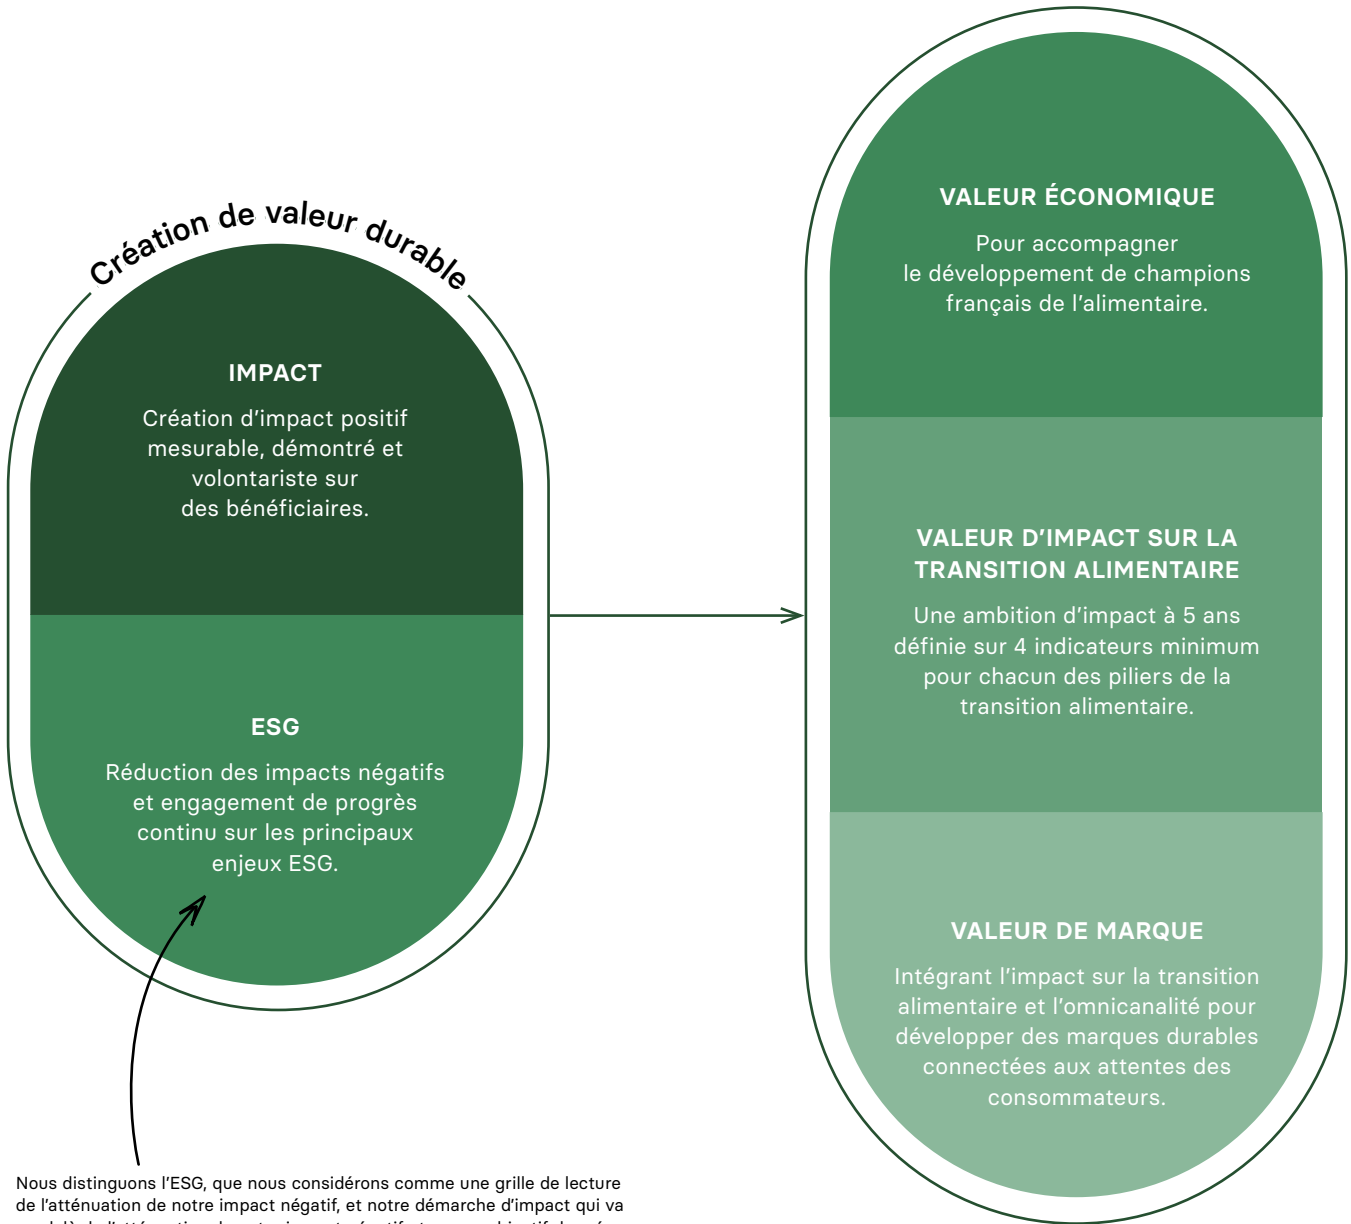 Création de valeur durable
IMPACT
Création d’impact positif
mesurable, démontré et
volontariste sur
des bénéficiaires.
ESG
Réduction des impacts négatifs
et engagement de progrès
continu sur les principaux
enjeux ESG.
Nous distinguons l’ESG, que nous considérons comme une grille de lecture
de l’atténuation de notre impact négatif, et notre démarche d’impact qui va
VALEUR ÉCONOMIQUE
Pour accompagner
le développement de champions
français de l’alimentaire.
VALEUR D’IMPACT SUR LA
TRANSITION ALIMENTAIRE
Une ambition d’impact à 5 ans
définie sur 4 indicateurs minimum
pour chacun des piliers de la
transition alimentaire.
VALEUR DE MARQUE
Intégrant l’impact sur la transition
alimentaire et l’omnicanalité pour
développer des marques durables
connectées aux attentes des
consommateurs.